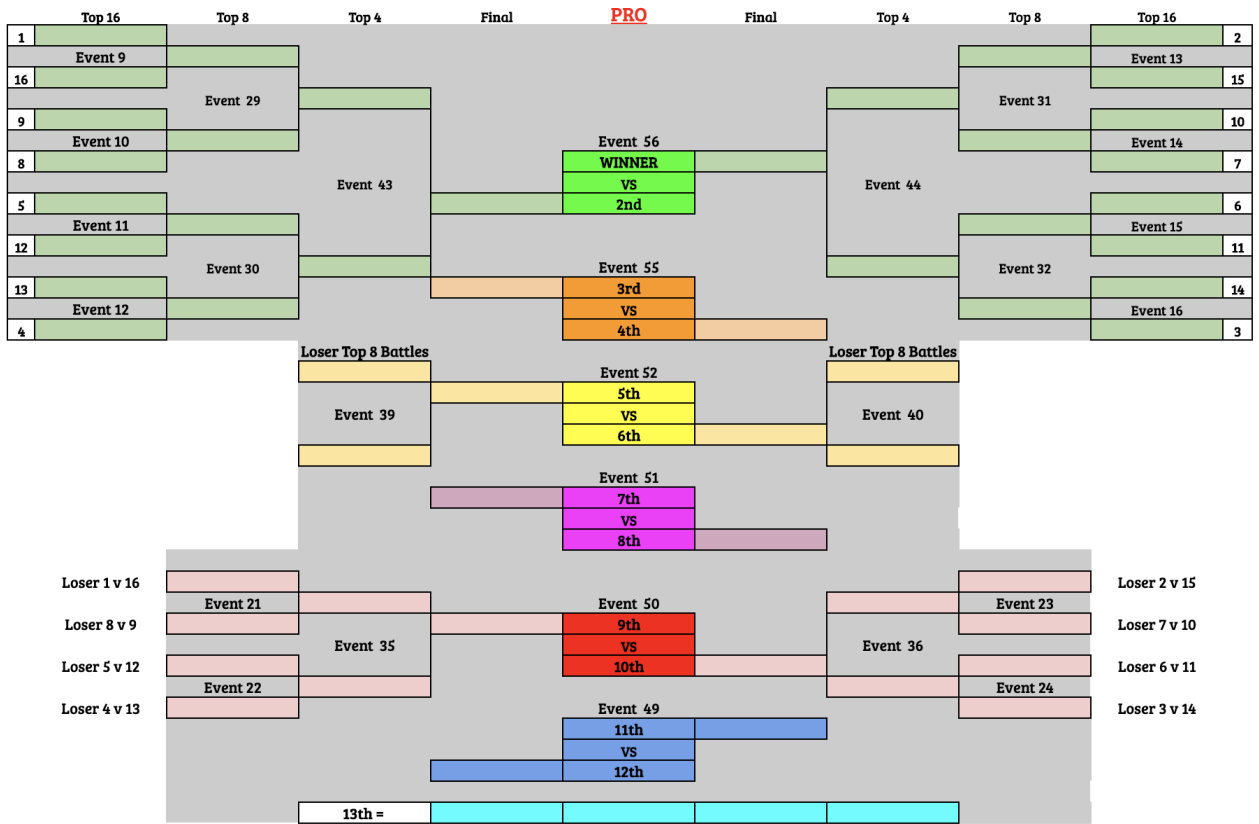 Top 16 Top 8 Top 4 Final PRO Final Top 4 Top 8 Top 16
1 2
Event 9 Event 13
16 15
Event 29 Event 31
9 10
Event 10 Event 56 Event 14
8 WINNER 7
Event 43 VS Event 44
5 2nd 6
Event 11 Event 15
12 11
Event 30 Event 55 Event 32
13 3rd 14
Event 12 VS Event 16
4 4th 3
Loser Top 8 Battles Loser Top 8 Battles
Event 52
5th
Event 39 VS Event 40
6th
Event 51
7th
VS
8th
Loser 1 v 16 Loser 2 v 15
Event 21 Event 50 Event 23
Loser 8 v 9 9th Loser 7 v 10
Event 35 VS Event 36
Loser 5 v 12 10th Loser 6 v 11
Event 22 Event 24
Loser 4 v 13 Event 49 Loser 3 v 14
11th
VS
12th
13th =